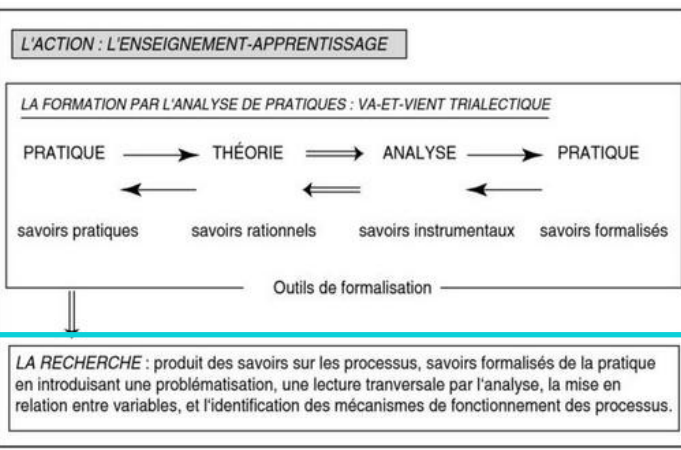 L'ACTION : L'ENSEIGNEMENT-APPRENTISSAGE
LA FORMATION PAR L'ANALYSE DE PRATIQUES : VA-ET-VIENT TRIALECTIQUE
PRATIQUE THÉORIE ANALYSE PRATIQUE
savoirs pratiques savoirs rationnels savoirs instrumentaux savoirs formalisés
Outils de formalisation
LA RECHERCHE : produit des savoirs sur les processus, savoirs formalisés de la pratique
en introduisant une problématisation, une lecture tranversale par l'analyse, la mise en
relation entre variables, et l'identification des mécanismes de fonctionnement des processus.